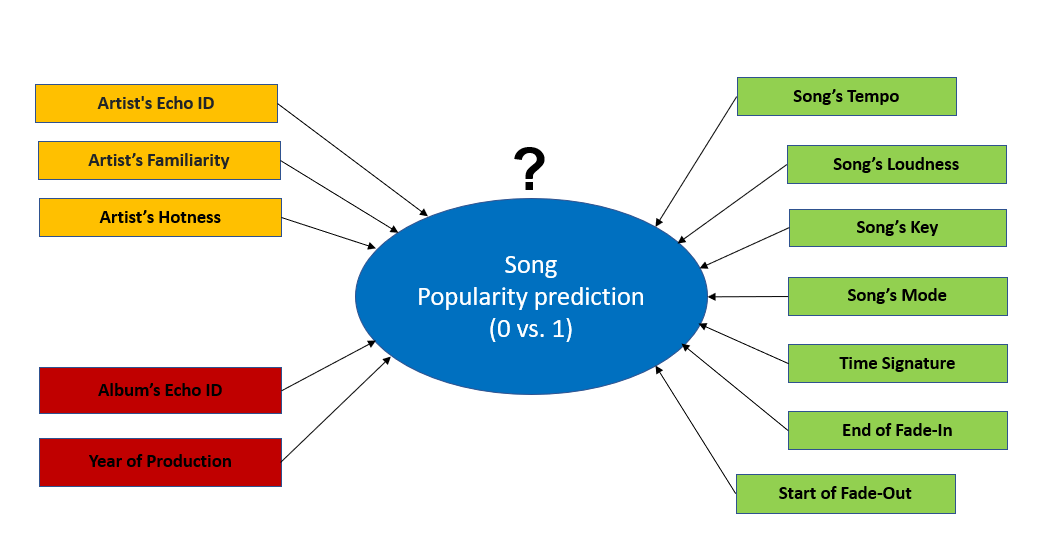 Artist's Echo ID
Artist’s Familiarity
Artist’s Hotness
Album’s Echo ID
Year of Production
?
Song
Popularity prediction
(0 vs. 1)
Song’s Tempo
Song’s Loudness
Song’s Key
Song’s Mode
Time Signature
End of Fade-In
Start of Fade-Out